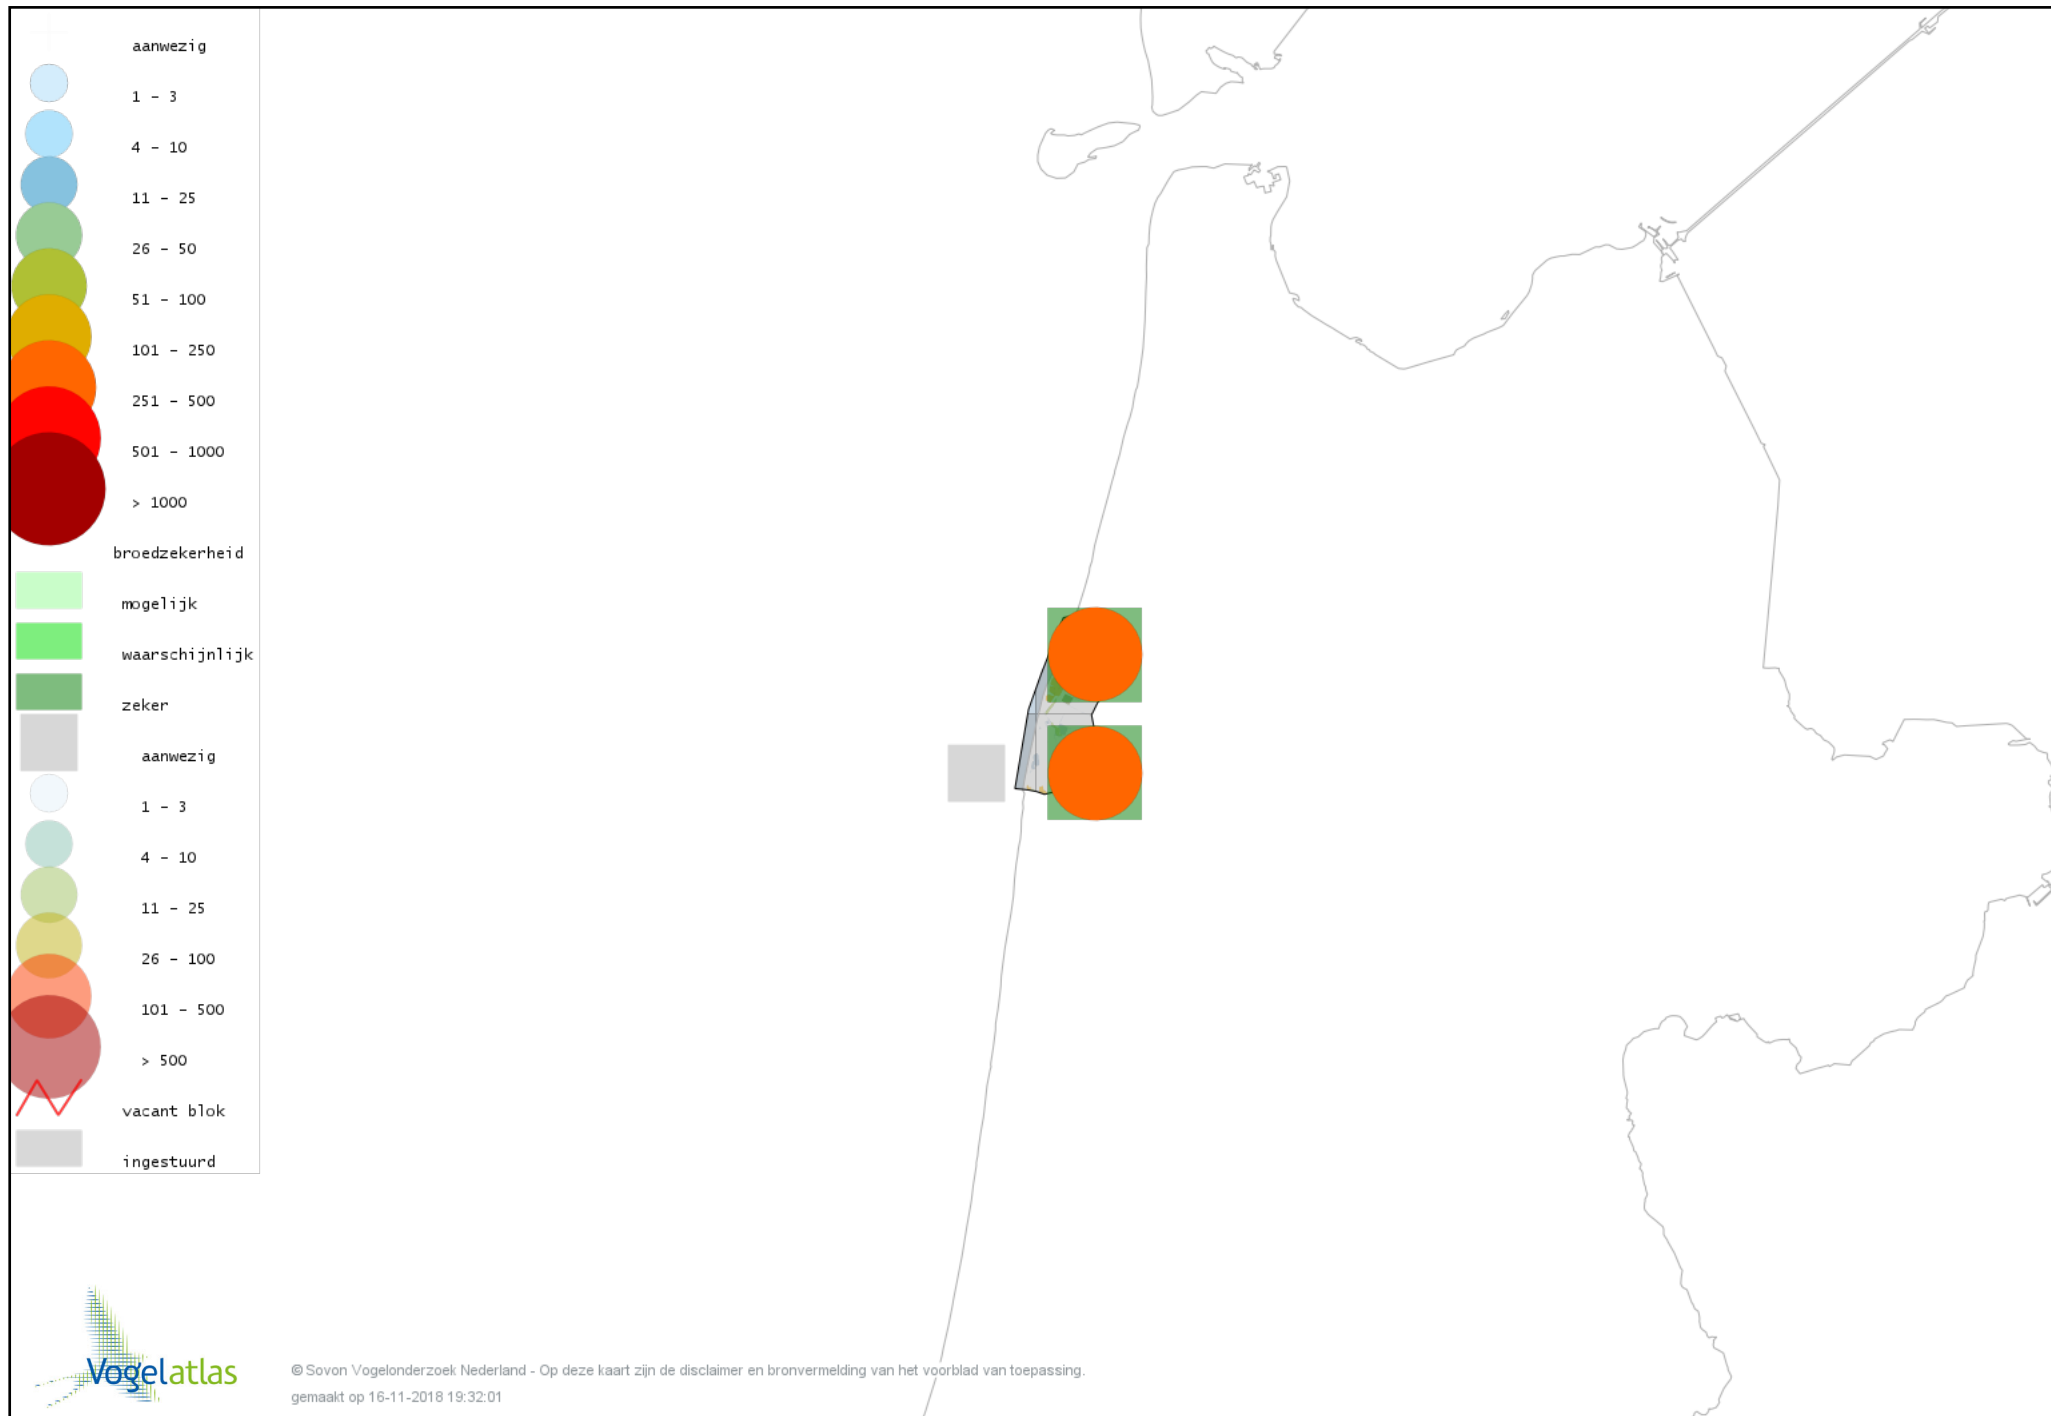 aanwezig
1 - 3
4 - 10
11 - 25
26 - 50
51 - 100
101 - 250
251 - 500
501 - 1000
> 1000
broedzekerheid
mogelijk
waarschijnlijk
zeker
aanwezig
1 - 3
4 - 10
11 - 25
26 - 100
101 - 500
> 500
vacant blok
ingestuurd
Vogelatlas
© Sovon Vogelonderzoek Nederland - Op deze kaart zijn de disclaimer en bronvermelding van het voorblad van toepassing.
gemaakt op 16-11-2018 19:32:01